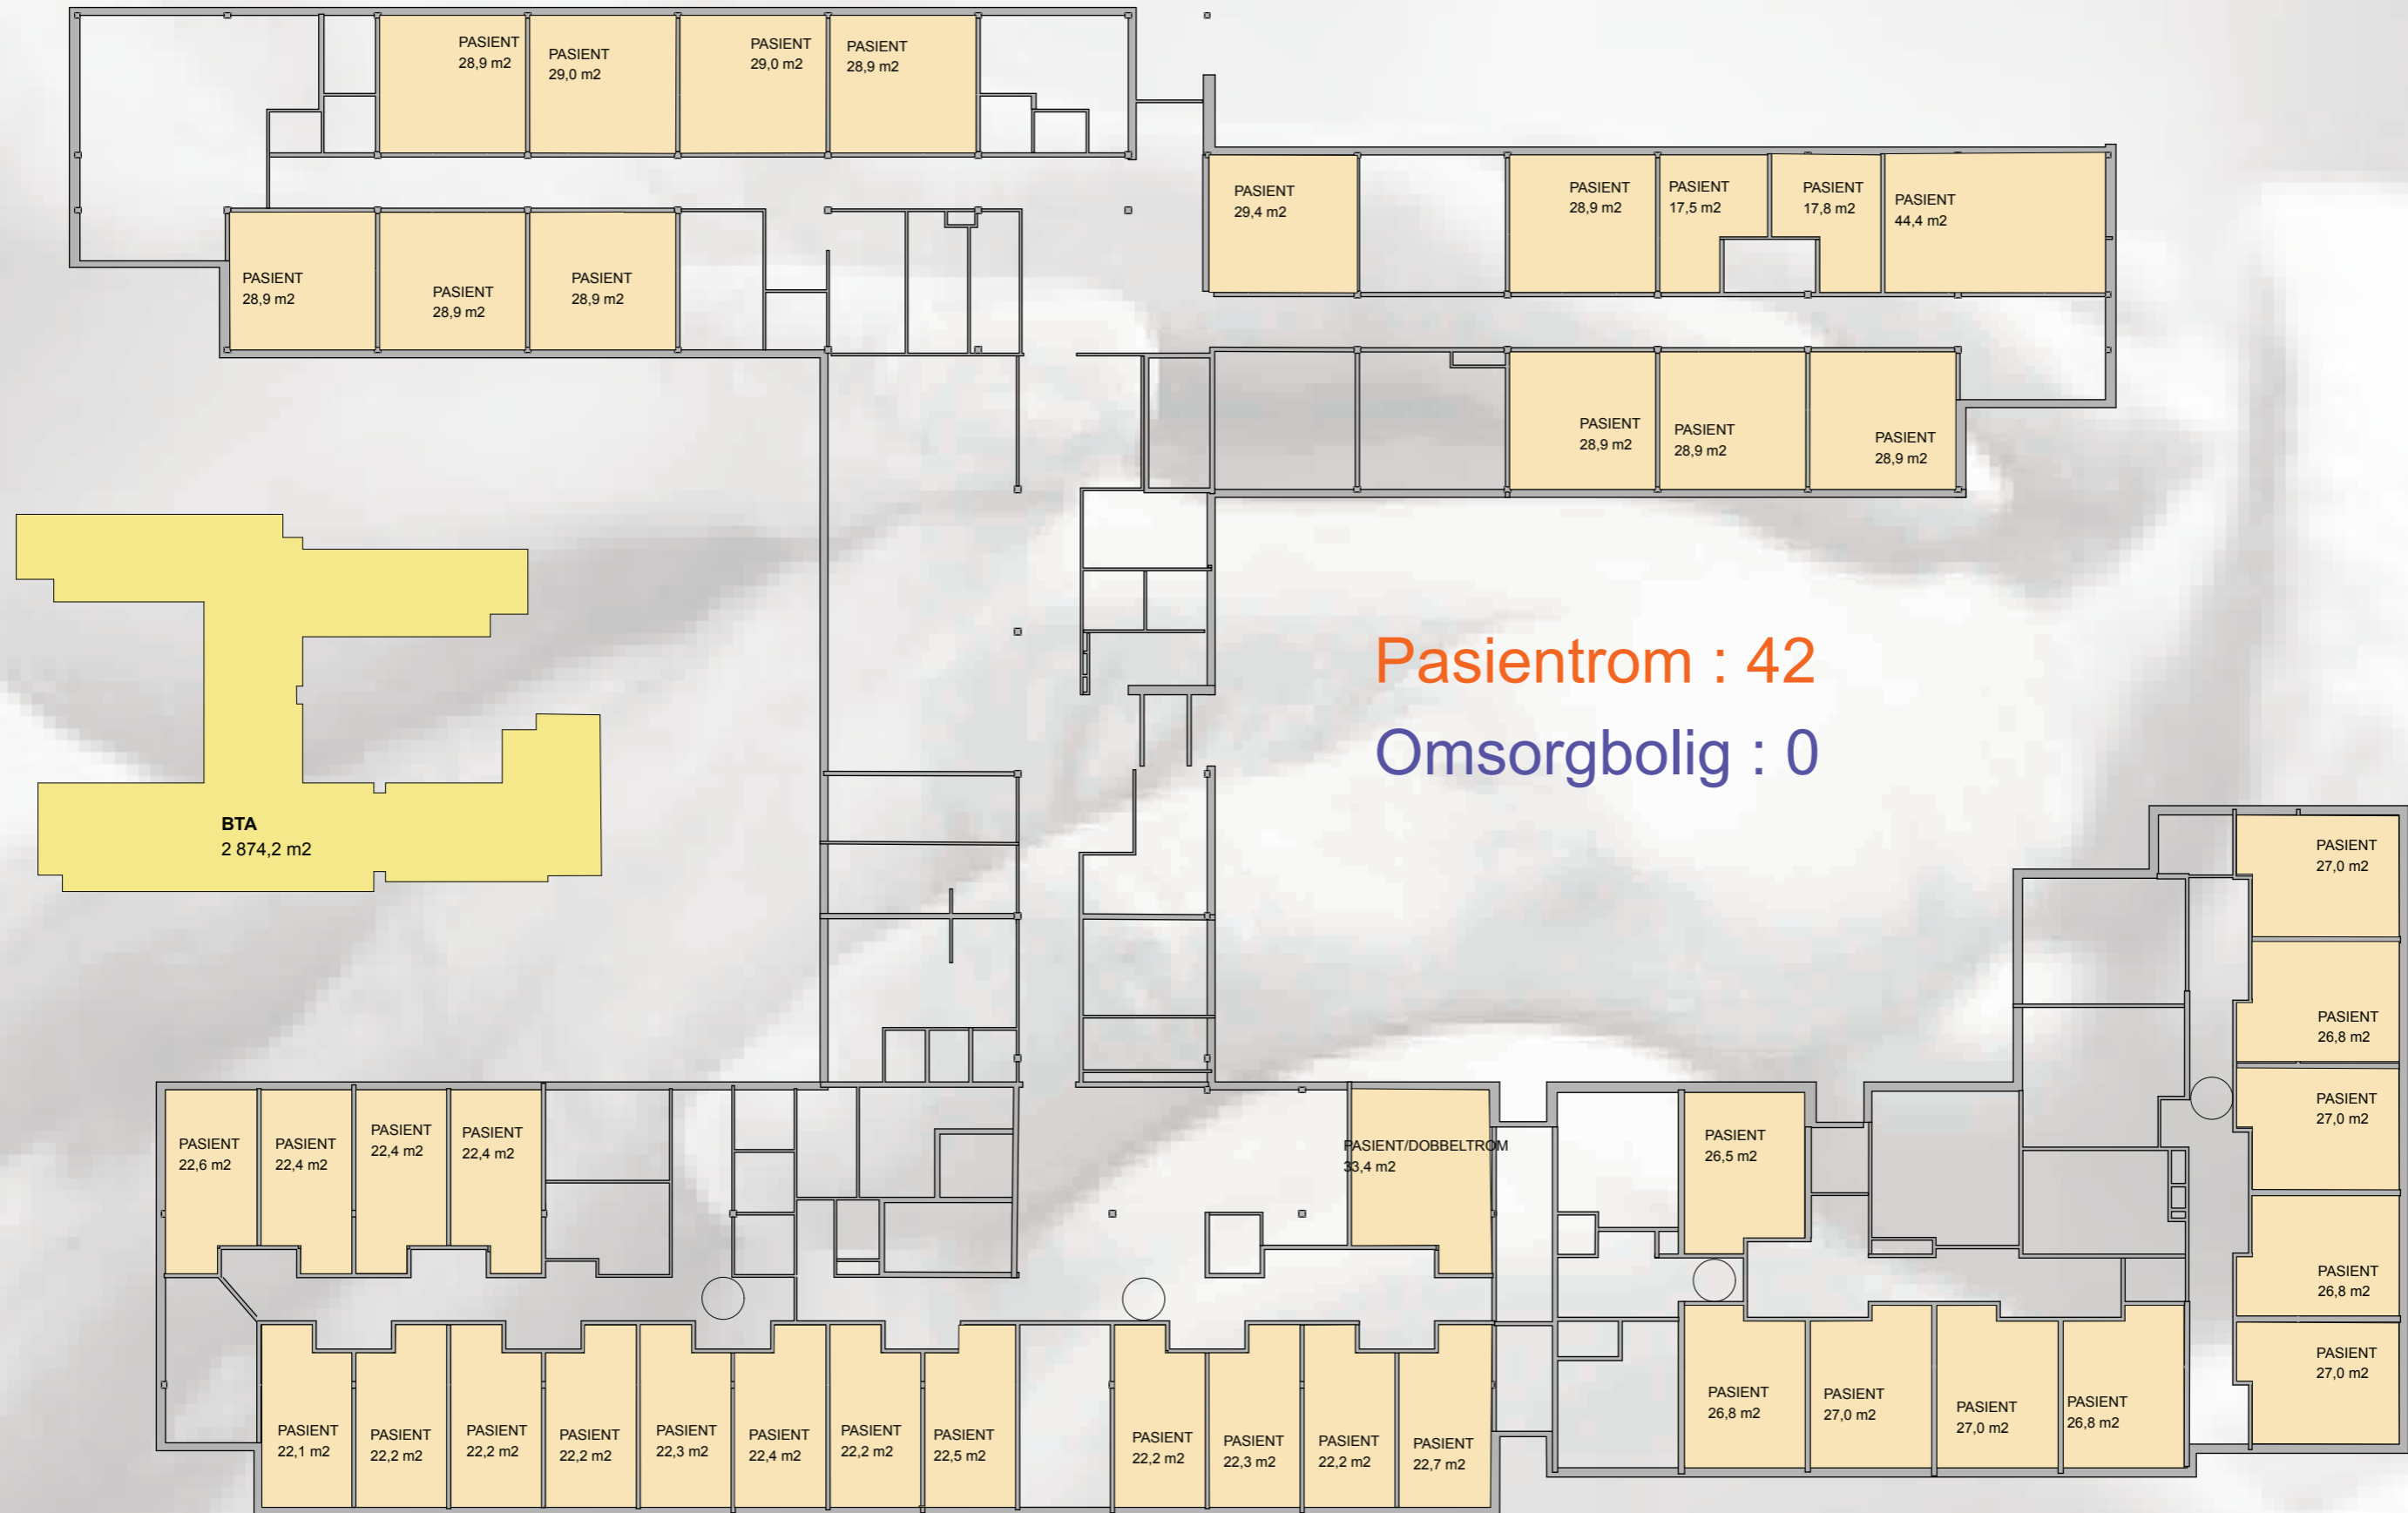 PASIENT
28,9 m2
PASIENT
29,0 m2
PASIENT
29,0 m2
PASIENT
28,9 m2
PASIENT
29,4 m2
PASIENT
28,9 m2
PASIENT
17,5 m2
PASIENT
17,8 m2
PASIENT
44,4 m2
PASIENT
28,9 m2
PASIENT
28,9 m2
PASIENT
28,9 m2
PASIENT
28,9 m2
PASIENT
28,9 m2
PASIENT
28,9 m2
Pasientrom : 42
Omsorgbolig : 0
BTA
2 874,2 m2
PASIENT
27,0 m2
PASIENT
26,8 m2
PASIENT
27,0 m2
PASIENT
26,8 m2
PASIENT
27,0 m2
PASIENT
22,6 m2
PASIENT
22,4 m2
PASIENT
22,4 m2
PASIENT
22,4 m2
PASIENT/DOBBELTROM
33,4 m2
PASIENT
26,5 m2
PASIENT
22,1 m2
PASIENT
22,2 m2
PASIENT
22,2 m2
PASIENT
22,2 m2
PASIENT
22,3 m2
PASIENT
22,4 m2
PASIENT
22,2 m2
PASIENT
22,5 m2
PASIENT
22,2 m2
PASIENT
22,3 m2
PASIENT
22,2 m2
PASIENT
22,7 m2
PASIENT
26,8 m2
PASIENT
27,0 m2
PASIENT
27,0 m2
PASIENT
26,8 m2